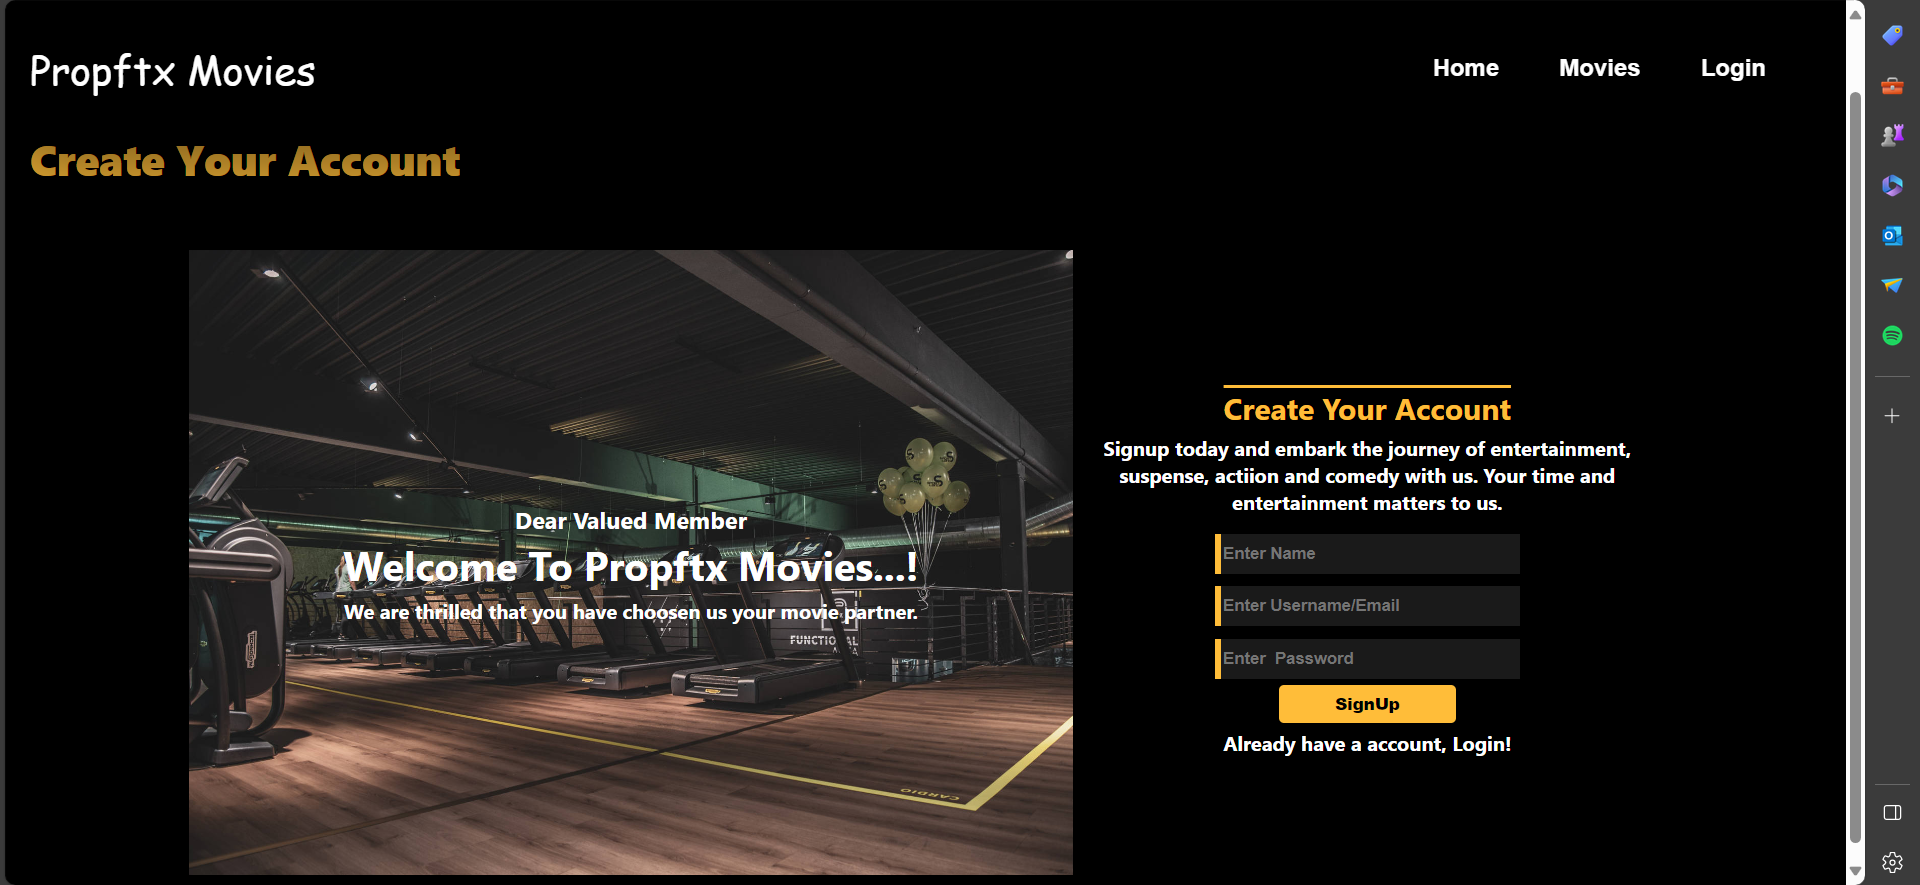 Propftx Movies
Home
Movies
Login
Create Your Account
Dear Valued Member
Welcome To Propftx Movies...!
We are thrilled that you have choosen us your movie partner.
FUNCTIONAL
CARDIO
Create Your Account
Signup today and embark the journey of entertainment,
suspense, actiion and comedy with us. Your time and
entertainment matters to us.
Enter Name
Enter Username/Email
Enter  Password
SignUp
Already have a account, Login!